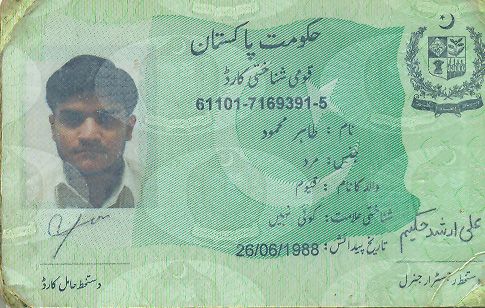 حکومت پاکستان
قومی شناختی کارڈ
61101-7169391-5
نام : طاہر محمود
جنس: مرد
والد کا نام : قیوم
شناختی علامت: کوئی نہیں
تاریخ پیدائش: 26/06/1988
علی ارشد حکیم
دستخط حامل کارڈ
دستخط رجسٹرار جنرل